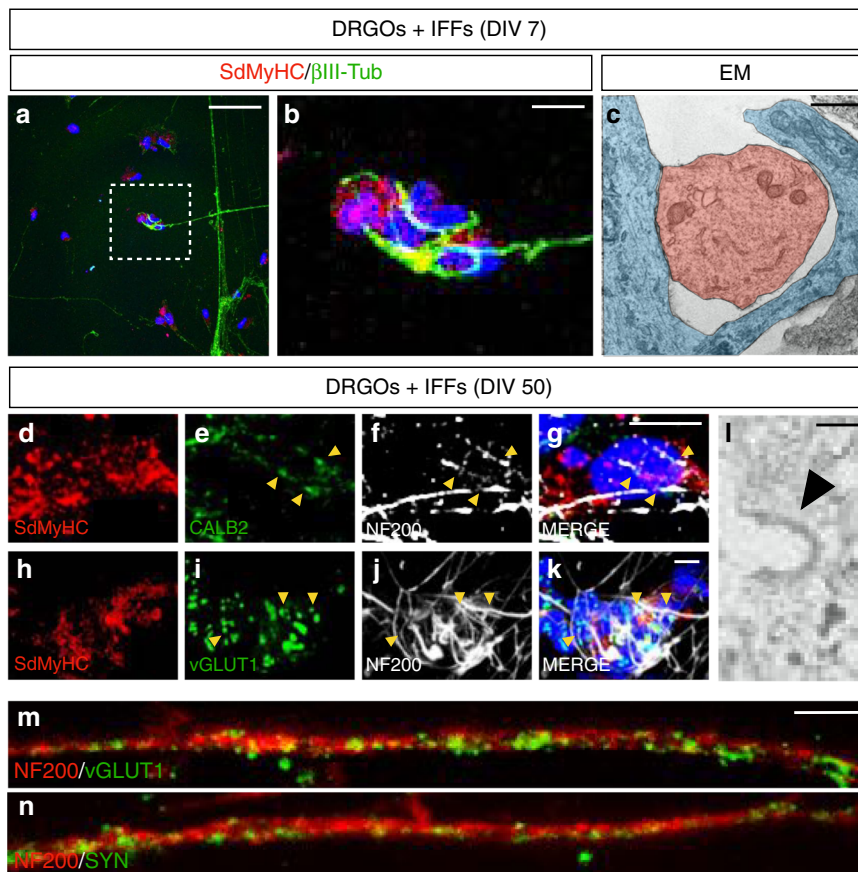 DRGOs + IFFs (DIV 7)
SdMyHC/βIII-Tub
EM
a
b
c
DRGOs + IFFs (DIV 50)
d
SdMyHC
e
CALB2
f
NF200
g
MERGE
l
h
SdMyHC
i
vGLUT1
j
NF200
k
MERGE
m
NF200/vGLUT1
n
NF200/SYN